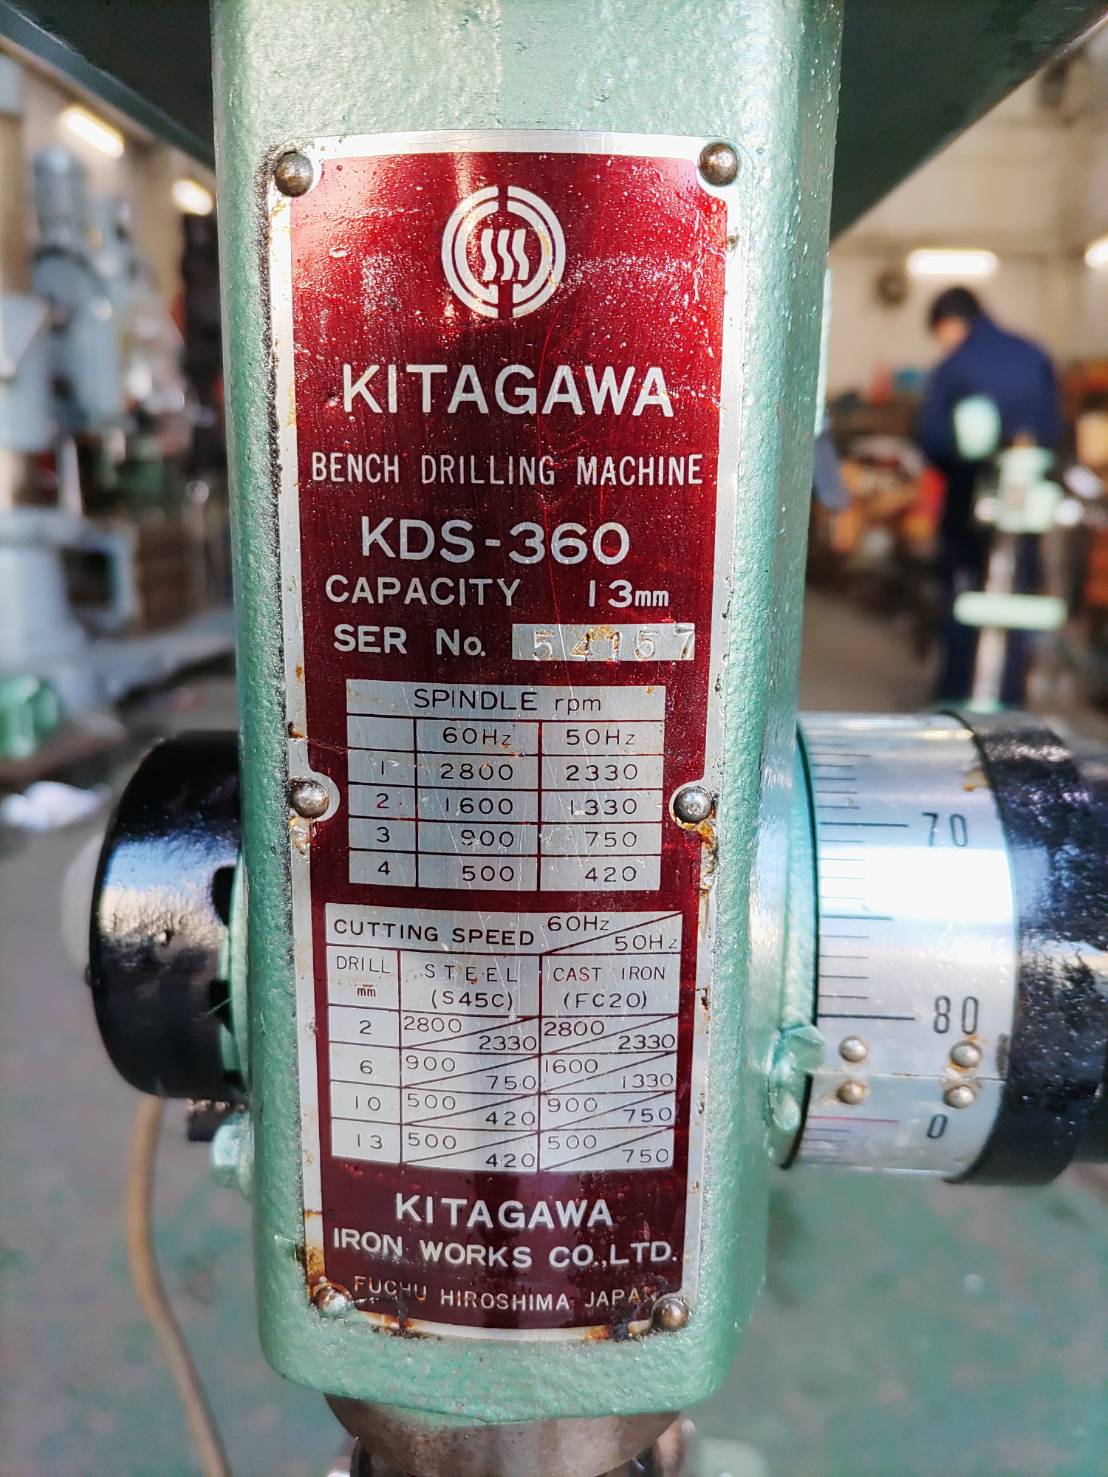 KITAGAWA
BENCH DRILLING MACHINE
KDS-360
CAPACITY 13mm
SER No. 54157
SPINDLE rpm
60Hz 50Hz
1 2800 2330
2 1600 1330
3 900 750
4 500 420
CUTTING SPEED 60Hz/50Hz
DRILL mm STEEL (S45C) CAST IRON (FC20)
2 2800/2330 2800/2330
6 900/750 1600/1330
10 500/420 900/750
13 500/420 500/750
KITAGAWA
IRON WORKS CO.,LTD.
FUCHU HIROSHIMA JAPAN
70
80
0